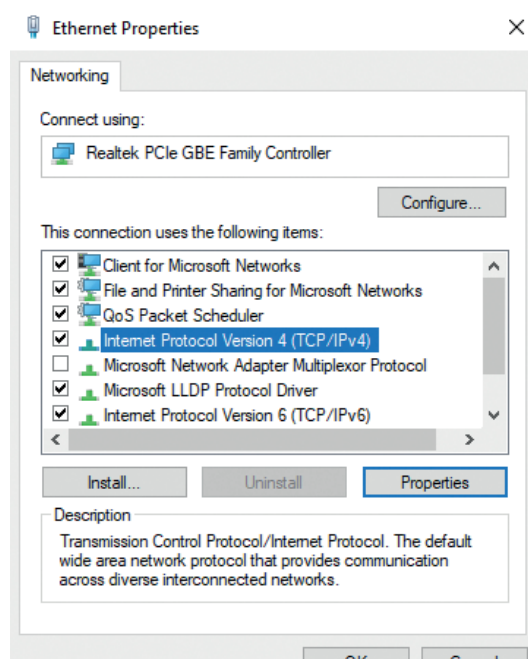 Ethernet Properties
Networking
Connect using:
Realtek PCIe GBE Family Controller
Configure...
This connection uses the following items:
Client for Microsoft Networks
File and Printer Sharing for Microsoft Networks
QoS Packet Scheduler
Internet Protocol Version 4 (TCP/IPv4)
Microsoft Network Adapter Multiplexor Protocol
Microsoft LLDP Protocol Driver
Internet Protocol Version 6 (TCP/IPv6)
Install... Uninstall Properties
Description
Transmission Control Protocol/Internet Protocol. The default
wide area network protocol that provides communication
across diverse interconnected networks.